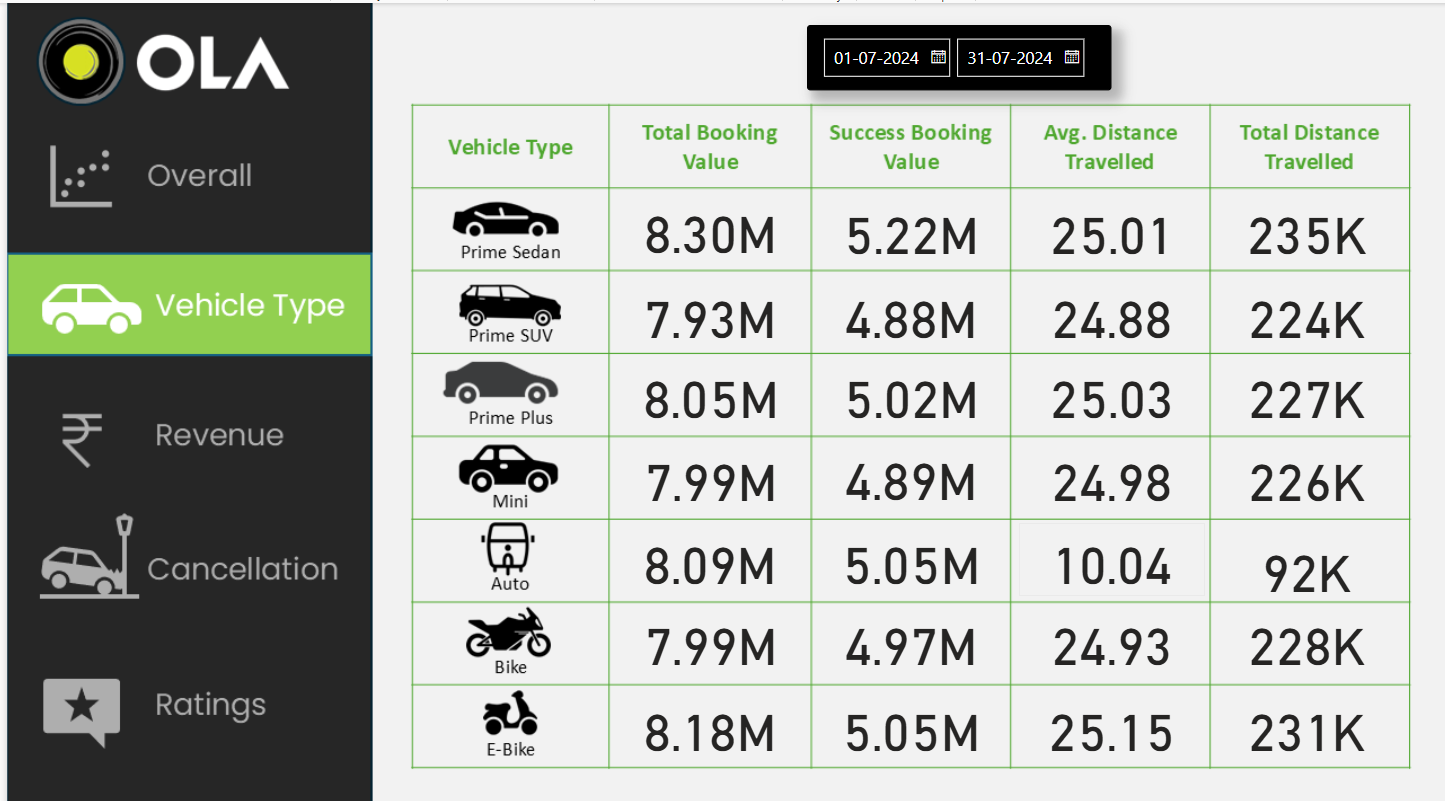 OLA
01-07-2024 31-07-2024
Overall
Vehicle Type
Revenue
Cancellation
Ratings
Vehicle Type
Total Booking
Value
Success Booking
Value
Avg. Distance
Travelled
Total Distance
Travelled
Prime Sedan
8.30M 5.22M 25.01 235K
Prime SUV
7.93M 4.88M 24.88 224K
Prime Plus
8.05M 5.02M 25.03 227K
Mini
7.99M 4.89M 24.98 226K
Auto
8.09M 5.05M 10.04 92K
Bike
7.99M 4.97M 24.93 228K
E-Bike
8.18M 5.05M 25.15 231K